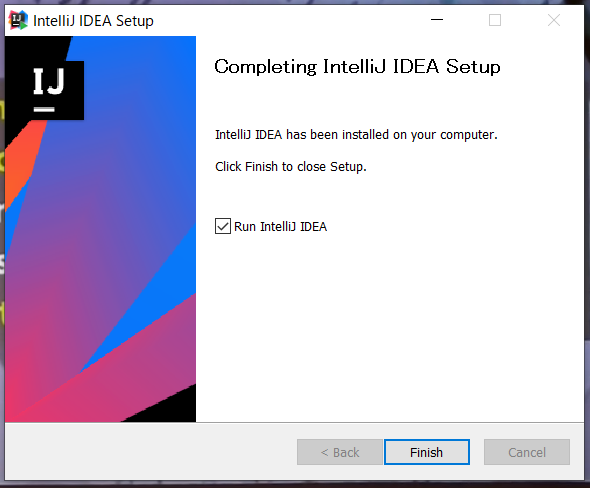 IntelliJ IDEA Setup
IJ
Completing IntelliJ IDEA Setup
IntelliJ IDEA has been installed on your computer.
Click Finish to close Setup.
Run IntelliJ IDEA
< Back
Finish
Cancel